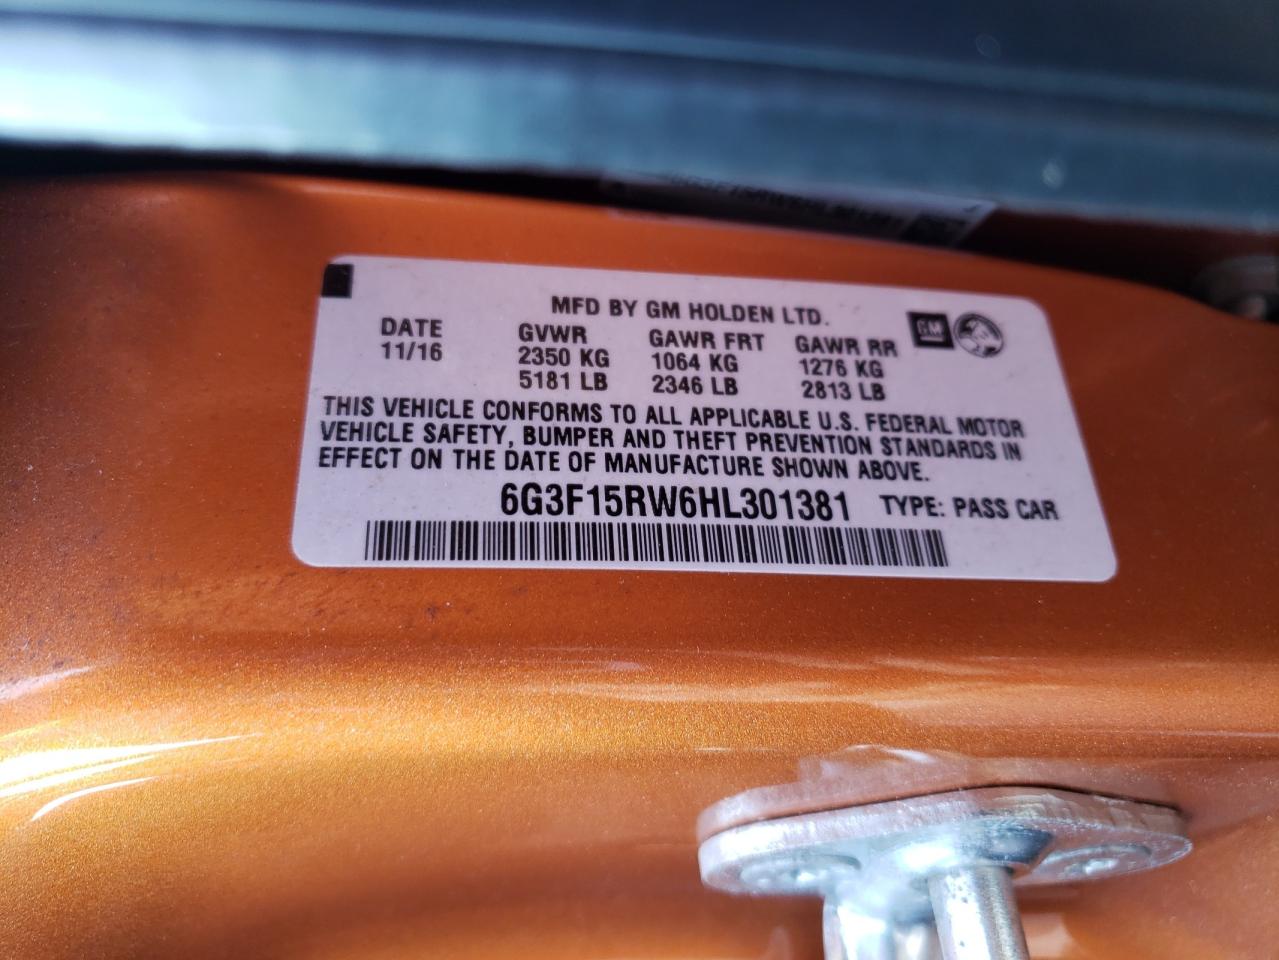 MFD BY GM HOLDEN LTD.
DATE GVWR GAWR FRT GAWR RR
11/16 2350 KG 1064 KG 1276 KG
5181 LB 2346 LB 2813 LB
GM
THIS VEHICLE CONFORMS TO ALL APPLICABLE U.S. FEDERAL MOTOR
VEHICLE SAFETY, BUMPER AND THEFT PREVENTION STANDARDS IN
EFFECT ON THE DATE OF MANUFACTURE SHOWN ABOVE.
6G3F15RW6HL301381 TYPE: PASS CAR